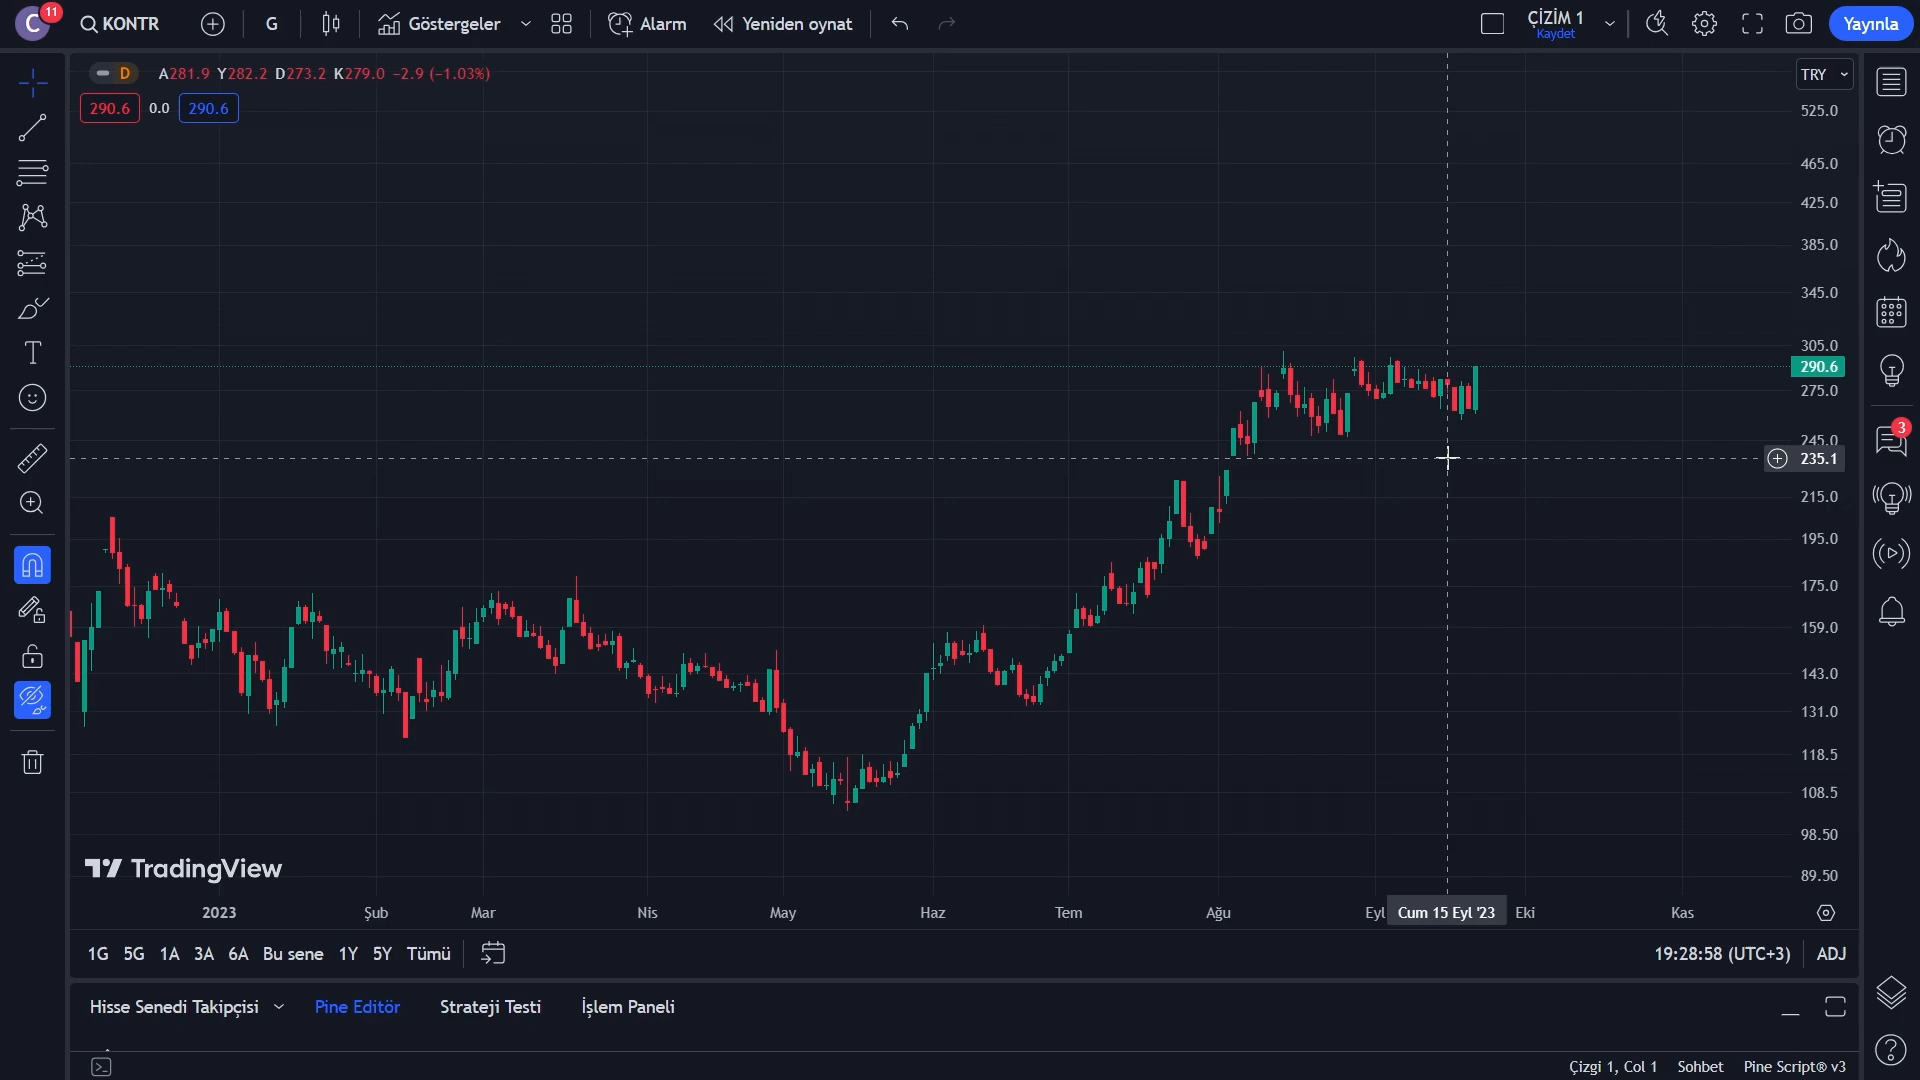 C 11 KONTR G Göstergeler Alarm Yeniden oynat ÇİZİM 1 Kaydet Yayınla
D A281.9 Y282.2 D273.2 K279.0 -2.9 (-1.03%)
TRY
290.6 0.0 290.6
525.0
465.0
425.0
385.0
345.0
305.0
290.6
275.0
245.0
235.1
215.0
195.0
175.0
159.0
143.0
131.0
118.5
108.5
98.50
89.50
3
TradingView
2023 Şub Mar Nis May Haz Tem Ağu Eyl Cum 15 Eyl '23 Eki Kas
1G 5G 1A 3A 6A Bu sene 1Y 5Y Tümü 19:28:58 (UTC+3) ADJ
Hisse Senedi Takipçisi Pine Editör Strateji Testi İşlem Paneli
Çizgi 1, Col 1 Sohbet Pine Script® v3